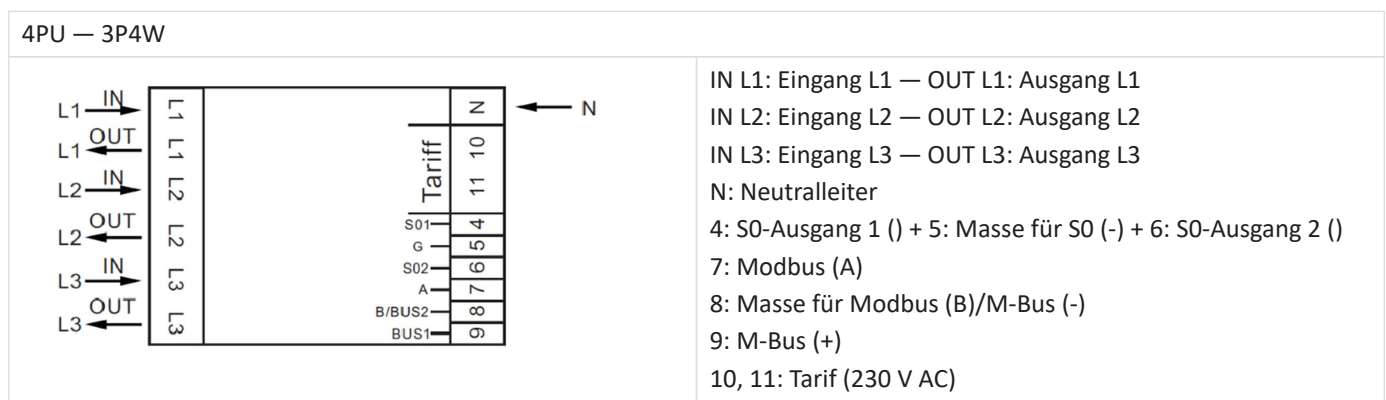 4PU — 3P4W
L1 IN L1 N N
L1 OUT L1 Tariff 10
L2 IN L2 11
S01 4
L2 OUT L2 G 5
S02 6
L3 IN L3 A 7
B/BUS2 8
L3 OUT L3 BUS1 9
IN L1: Eingang L1 — OUT L1: Ausgang L1
IN L2: Eingang L2 — OUT L2: Ausgang L2
IN L3: Eingang L3 — OUT L3: Ausgang L3
N: Neutralleiter
4: S0-Ausgang 1 () + 5: Masse für S0 (-) + 6: S0-Ausgang 2 ()
7: Modbus (A)
8: Masse für Modbus (B)/M-Bus (-)
9: M-Bus (+)
10, 11: Tarif (230 V AC)